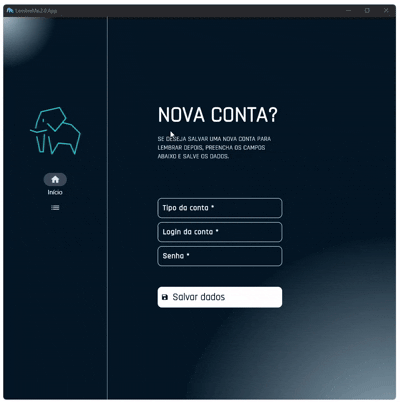 LembreMe2.0 App
NOVA CONTA?
SE DESEJA SALVAR UMA NOVA CONTA PARA
LEMBRAR DEPOIS, PREENCHA OS CAMPOS
ABAIXO E SALVE OS DADOS.
Início
Tipo da conta *
Login da conta *
Senha *
Salvar dados